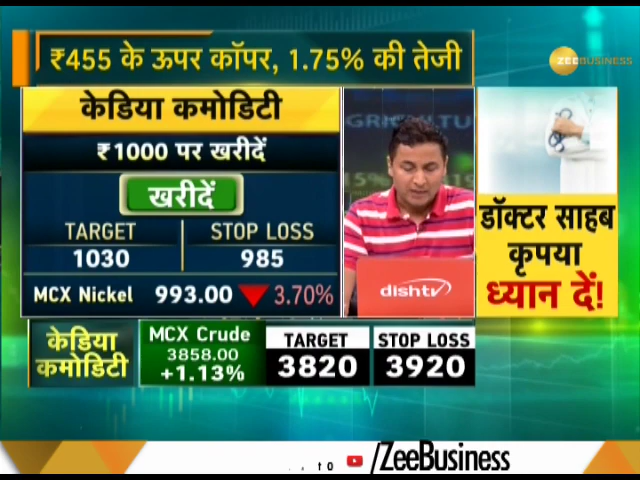 ₹455 के ऊपर कॉपर, 1.75% की तेजी
ZEEBUSINESS
केडिया कमोडिटी
₹1000 पर खरीदें
खरीदें
TARGET STOP LOSS
1030 985
MCX Nickel 993.00 3.70%
dishtv
डॉक्टर साहब
कृपया
ध्यान दें!
केडिया
कमोडिटी
MCX Crude
3858.00
+1.13%
TARGET STOP LOSS
3820 3920
/ZeeBusiness